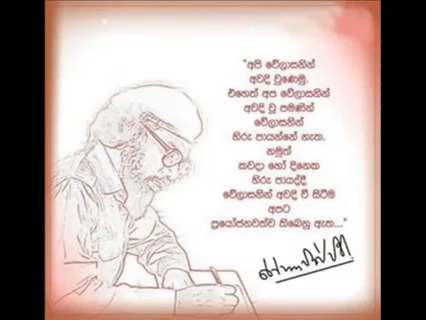 "අපි වේලාසනින්
අවදි වුණෙමු.
එහෙත් අප වේලාසනින්
අවදි වූ පමණින්
වේලාසනින්
හිරු පායන්නේ නැත.
නමුත්
කවදා හෝ දිනෙක
හිරු පායද්දී
වේලාසනින් අවදි වී සිටීම
අපට
ප්‍රයෝජනවත්ව තිබෙනු ඇත..."